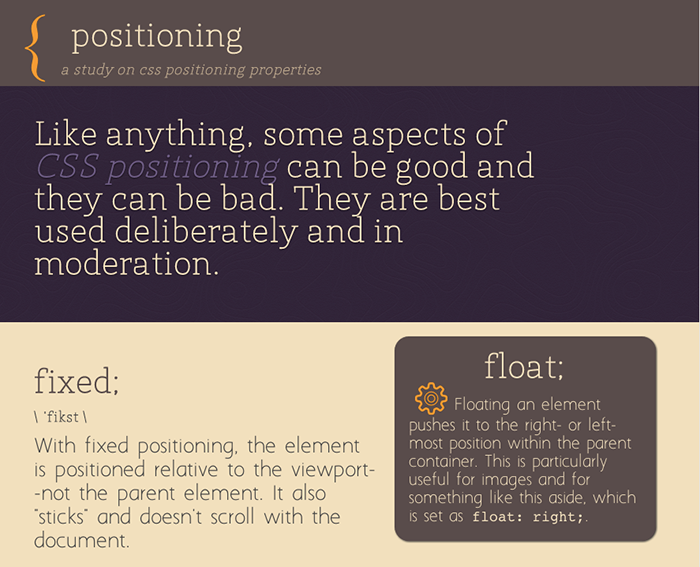 { positioning
a study on css positioning properties
Like anything, some aspects of
CSS positioning can be good and
they can be bad. They are best
used deliberately and in
moderation.
fixed;
\ ˈfikst \
With fixed positioning, the element
is positioned relative to the viewport-
-not the parent element. It also
"sticks" and doesn't scroll with the
document.
float;
Floating an element
pushes it to the right- or left-
most position within the parent
container. This is particularly
useful for images and for
something like this aside, which
is set as float: right;.